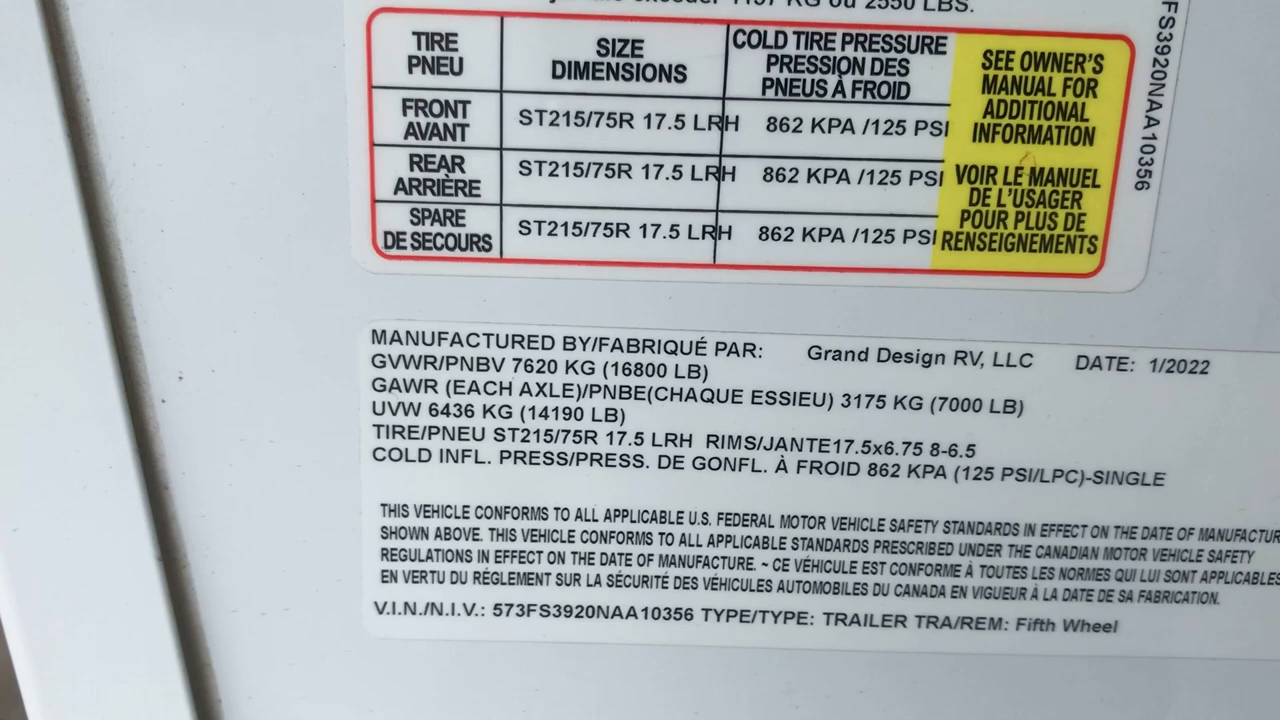 KG ou 2550 LBS.
TIRE PNEU SIZE DIMENSIONS COLD TIRE PRESSURE PRESSION DES PNEUS À FROID
FRONT AVANT ST215/75R 17.5 LRH 862 KPA /125 PSI
REAR ARRIÈRE ST215/75R 17.5 LRH 862 KPA /125 PSI
SPARE DE SECOURS ST215/75R 17.5 LRH 862 KPA /125 PSI
SEE OWNER'S
MANUAL FOR
ADDITIONAL
INFORMATION
VOIR LE MANUEL
DE L'USAGER
POUR PLUS DE
RENSEIGNEMENTS
FS3920NAA10356
MANUFACTURED BY/FABRIQUÉ PAR: Grand Design RV, LLC DATE: 1/2022
GVWR/PNBV 7620 KG (16800 LB)
GAWR (EACH AXLE)/PNBE(CHAQUE ESSIEU) 3175 KG (7000 LB)
UVW 6436 KG (14190 LB)
TIRE/PNEU ST215/75R 17.5 LRH RIMS/JANTE17.5x6.75 8-6.5
COLD INFL. PRESS/PRESS. DE GONFL. À FROID 862 KPA (125 PSI/LPC)-SINGLE
THIS VEHICLE CONFORMS TO ALL APPLICABLE U.S. FEDERAL MOTOR VEHICLE SAFETY STANDARDS IN EFFECT ON THE DATE OF MANUFACTUR
SHOWN ABOVE. THIS VEHICLE CONFORMS TO ALL APPLICABLE STANDARDS PRESCRIBED UNDER THE CANADIAN MOTOR VEHICLE SAFETY
REGULATIONS IN EFFECT ON THE DATE OF MANUFACTURE. ~ CE VÉHICULE EST CONFORME À TOUTES LES NORMES QUI LUI SONT APPLICABLES
EN VERTU DU RÉGLEMENT SUR LA SÉCURITÉ DES VÉHICULES AUTOMOBILES DU CANADA EN VIGUEUR À LA DATE DE SA FABRICATION.
V.I.N./N.I.V.: 573FS3920NAA10356 TYPE/TYPE: TRAILER TRA/REM: Fifth Wheel